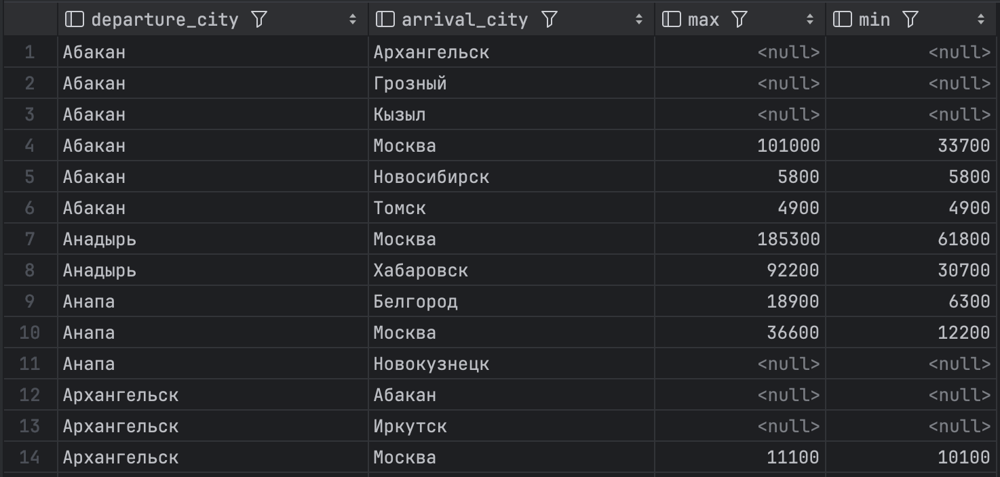 departure_city arrival_city max min
1 Абакан Архангельск <null> <null>
2 Абакан Грозный <null> <null>
3 Абакан Кызыл <null> <null>
4 Абакан Москва 101000 33700
5 Абакан Новосибирск 5800 5800
6 Абакан Томск 4900 4900
7 Анадырь Москва 185300 61800
8 Анадырь Хабаровск 92200 30700
9 Анапа Белгород 18900 6300
10 Анапа Москва 36600 12200
11 Анапа Новокузнецк <null> <null>
12 Архангельск Абакан <null> <null>
13 Архангельск Иркутск <null> <null>
14 Архангельск Москва 11100 10100